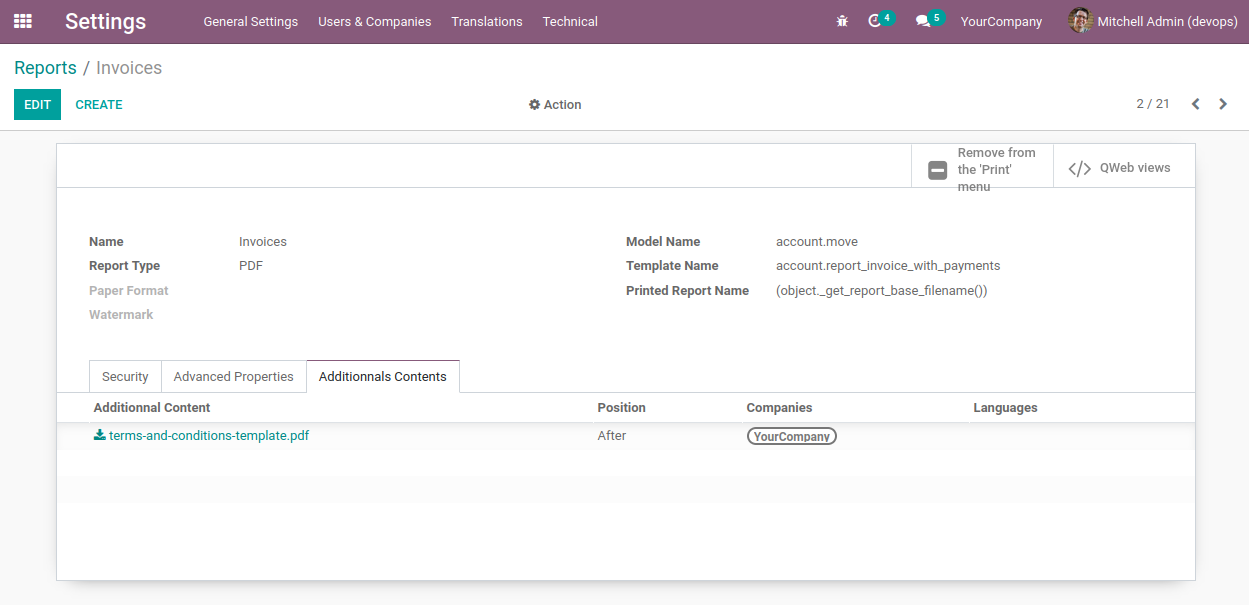 Settings General Settings Users & Companies Translations Technical 4 5 YourCompany Mitchell Admin (devops)
Reports / Invoices
EDIT CREATE Action 2 / 21
Remove from the 'Print' menu
</> QWeb views
Name Invoices Model Name account.move
Report Type PDF Template Name account.report_invoice_with_payments
Paper Format Printed Report Name (object._get_report_base_filename())
Watermark
Security Advanced Properties Additionnals Contents
Additionnal Content Position Companies Languages
terms-and-conditions-template.pdf After YourCompany